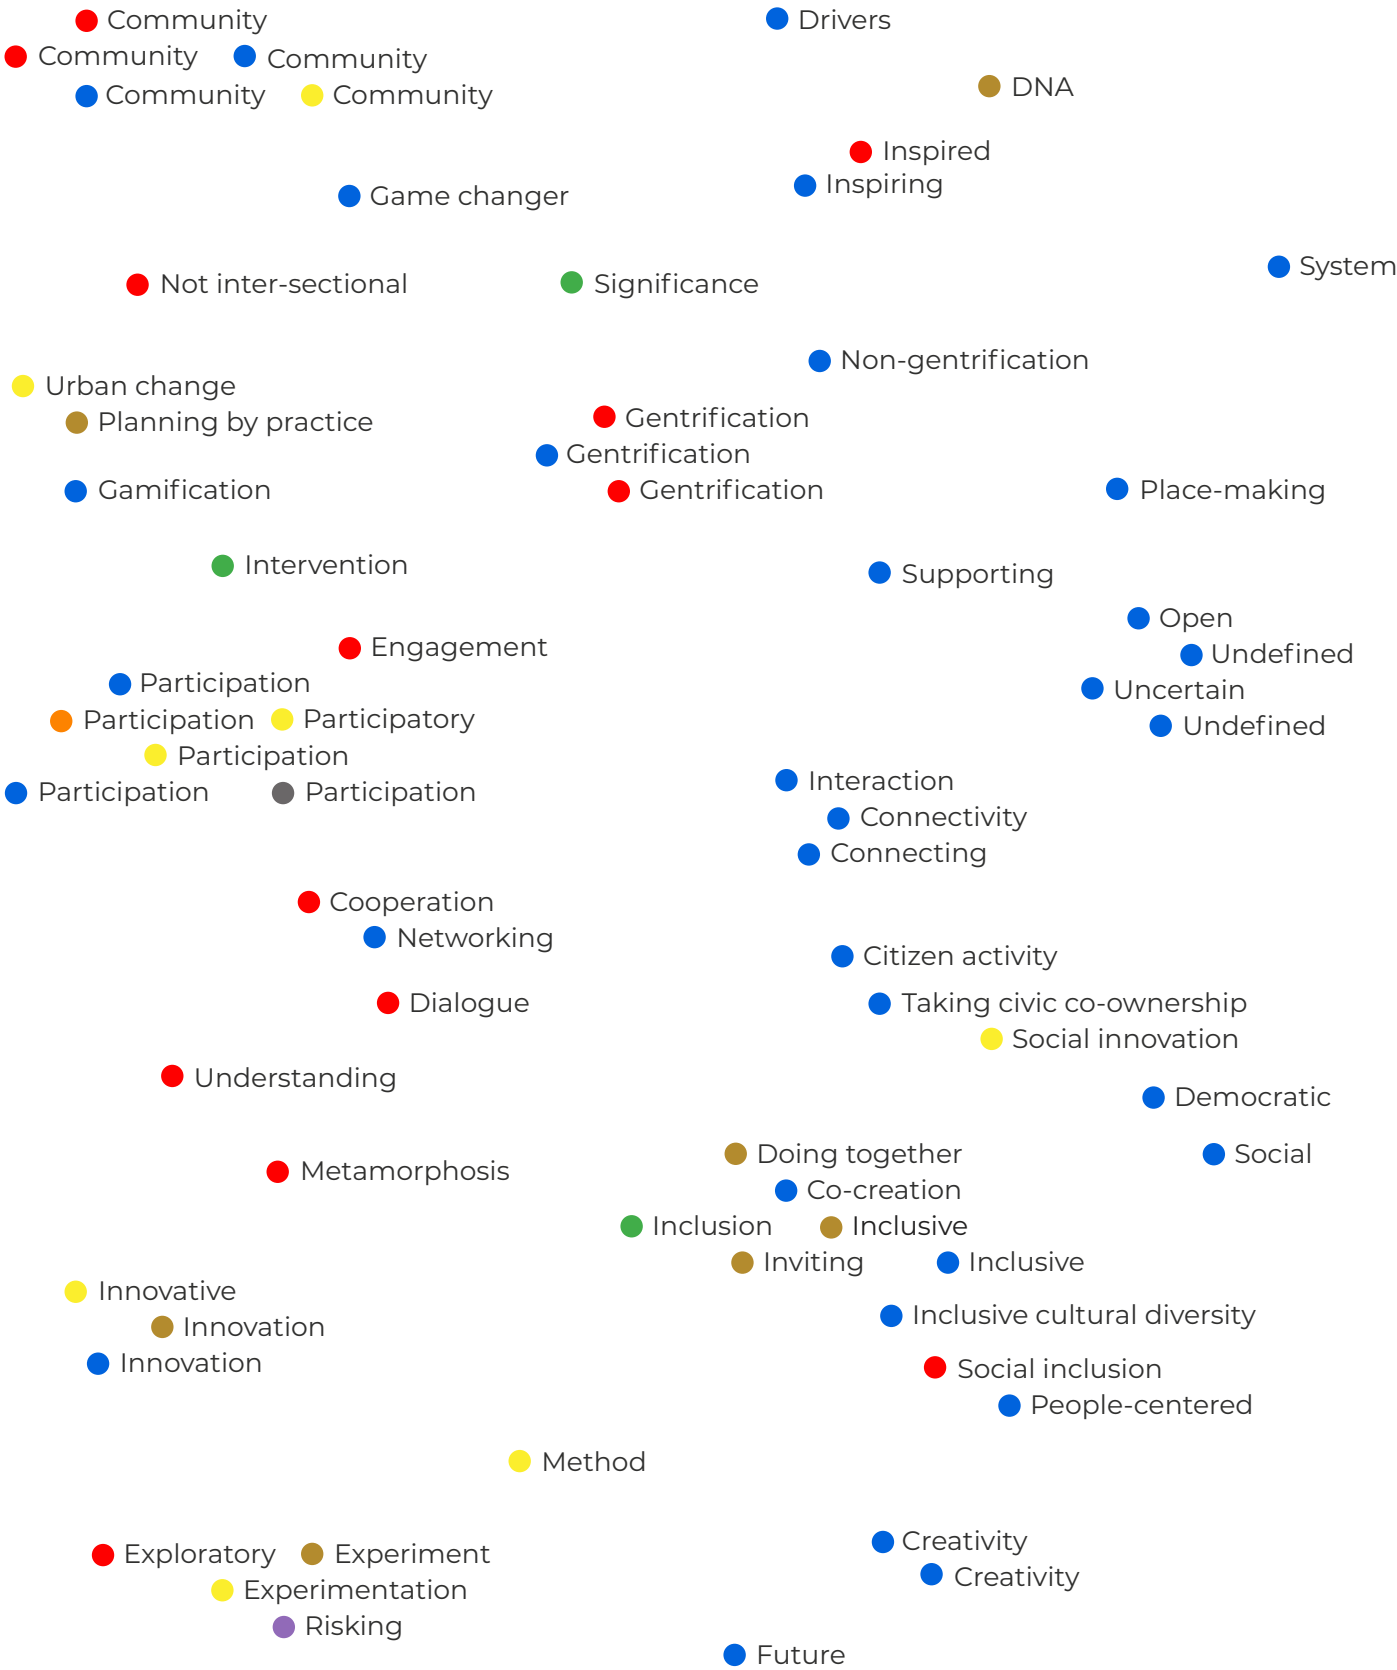 Community
Drivers
Community
Community
Community
Community
DNA
Inspired
Inspiring
Game changer
System
Not inter-sectional
Significance
Non-gentrification
Urban change
Planning by practice
Gentrification
Gentrification
Gamification
Gentrification
Place-making
Intervention
Supporting
Open
Engagement
Undefined
Participation
Uncertain
Participation
Participatory
Undefined
Participation
Interaction
Participation
Participation
Connectivity
Connecting
Cooperation
Networking
Citizen activity
Dialogue
Taking civic co-ownership
Social innovation
Understanding
Democratic
Doing together
Social
Metamorphosis
Co-creation
Inclusion
Inclusive
Inviting
Inclusive
Innovative
Inclusive cultural diversity
Innovation
Innovation
Social inclusion
People-centered
Method
Creativity
Exploratory
Experiment
Creativity
Experimentation
Risking
Future